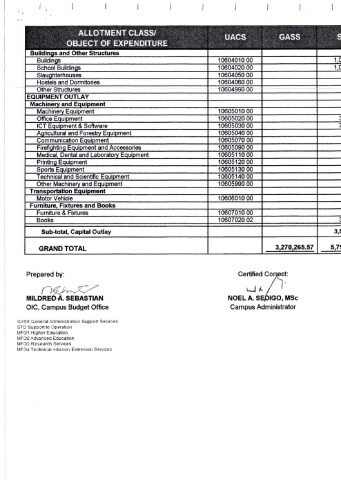 ALLOTMENT CLASS/ UACS GASS S
OBJECT OF EXPENDITURE
Buildings and Other Structures
Buildings 10604010 00 1,0
School Buildings 10604020 00 1,0
Slaughterhouses 10604050 00
Hostels and Dormitories 10604060 00
Other Structures 10604990 00
EQUIPMENT OUTLAY
Machinery and Equipment
Machinery Equipment 10605010 00
Office Equipment 10605020 00
ICT Equipment & Software 10605030 00
Agricultural and Forestry Equipment 10605040 00
Communication Equipment 10605070 00
Firefighting Equipment and Accessories 10605090 00
Medical, Dental and Laboratory Equipment 10605110 00
Printing Equipment 10605120 00
Sports Equipment 10605130 00
Technical and Scientific Equipment 10605140 00
Other Machinery and Equipment 10605990 00
Transportation Equipment
Motor Vehicle 10606010 00
Furniture, Fixtures and Books
Furniture & Fixtures 10607010 00
Books 10607020 02
Sub-total, Capital Outlay 3,5
GRAND TOTAL 3,270,265.57 5,79
Prepared by: Certified Correct:
MILDRED A. SEBASTIAN NOEL A. SEDIGO, MSc
OIC, Campus Budget Office Campus Administrator
GASS General Administration Support Services
STO Support to Operation
MFO1 Higher Education
MFO2 Advanced Education
MFO3 Research Services
MFO4 Technical Advisory Extension Services